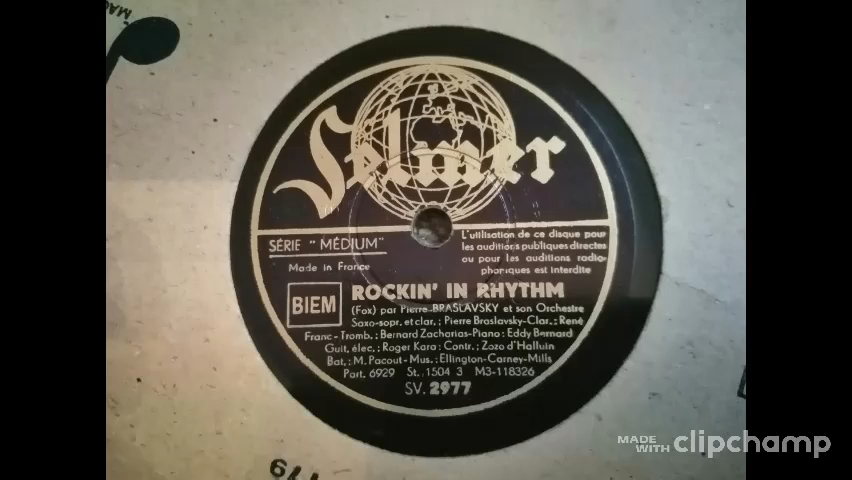 Selmer
SÉRIE "MÉDIUM"
Made in France
L'utilisation de ce disque pour
les auditions publiques directes
ou pour les auditions radio-
phoniques est interdite
BIEM
ROCKIN' IN RHYTHM
(Fox) par Pierre BRASLAVSKY et son Orchestre
Saxo-sopr. et clar. : Pierre Braslavsky-Clar. : René
Franc-Tromb. : Bernard Zacharias-Piano : Eddy Bernard
Guit. élec. : Roger Kara : Contr. : Zozo d'Halluin
Bat. : M. Pacout-Mus. : Ellington-Carney-Mills
Part. 6929 St. 1504 3 M3-118326
SV. 2977
MADE WITH clipchamp